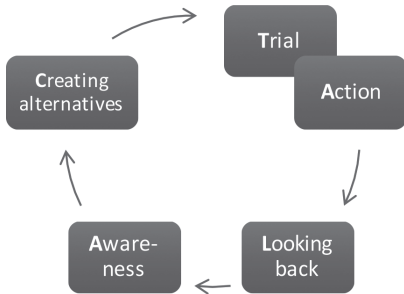 Trial
Action
Creating
alternatives
Looking
back
Aware-
ness